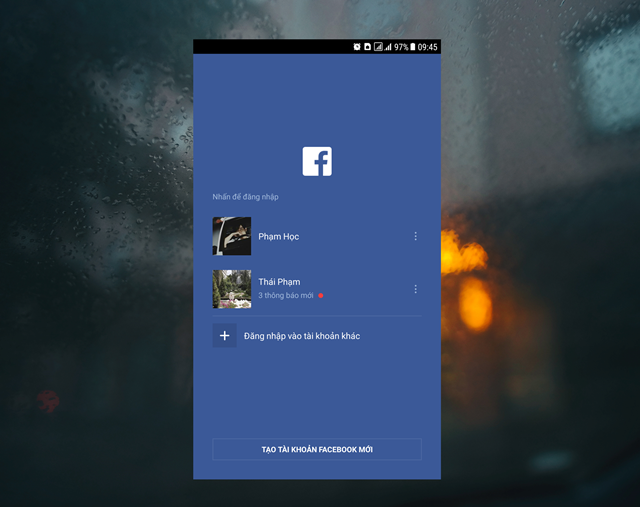 97% 09:45
Nhấn để đăng nhập
Phạm Học
Thái Phạm
3 thông báo mới
Đăng nhập vào tài khoản khác
TẠO TÀI KHOẢN FACEBOOK MỚI